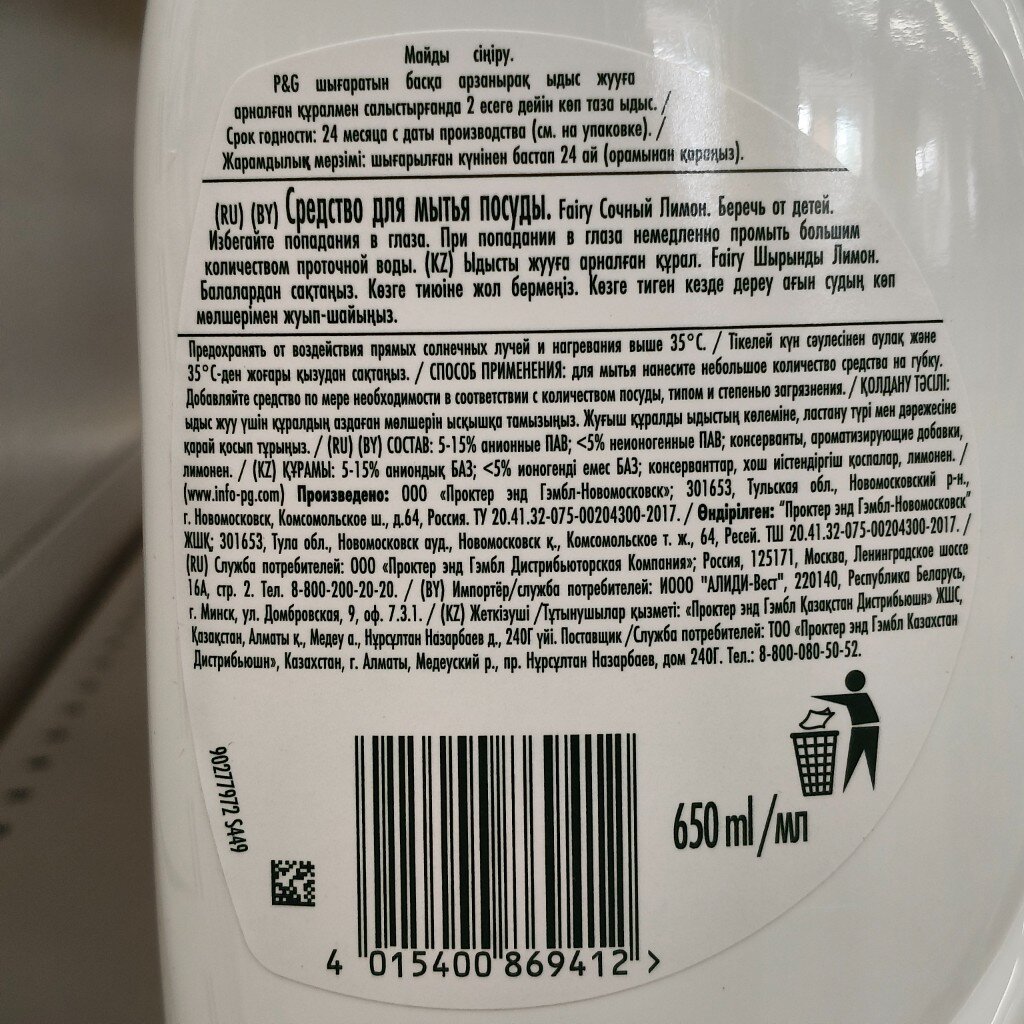 Майды сіңіру.
P&G шығаратын басқа арзанырақ ыдыс жууға
арналған құралмен салыстырғанда 2 есеге дейін көп таза ыдыс. /
Срок годности: 24 месяца с даты производства (см. на упаковке). /
Жарамдылық мерзімі: шығарылған күнінен бастап 24 ай (орамынан қараңыз).
(RU) (BY) Средство для мытья посуды. Fairy Сочный Лимон. Беречь от детей.
Избегайте попадания в глаза. При попадании в глаза немедленно промыть большим
количеством проточной воды. (KZ) Ыдысты жууға арналған құрал. Fairy Шырынды Лимон.
Балалардан сақтаңыз. Көзге тиюіне жол бермеңіз. Көзге тиген кезде дереу ағын судың көп
мөлшерімен жуып-шайыңыз.
Предохранять от воздействия прямых солнечных лучей и нагревания выше 35°C. / Тікелей күн сәулесінен аулақ және
35°C-ден жоғары қызудан сақтаңыз. / СПОСОБ ПРИМЕНЕНИЯ: для мытья нанесите небольшое количество средства на губку.
Добавляйте средство по мере необходимости в соответствии с количеством посуды, типом и степенью загрязнения. / ҚОЛДАНУ ТӘСІЛІ:
ыдыс жуу үшін құралдың аздаған мөлшерін ысқышқа тамызыңыз. Жуғыш құралды ыдыстың көлеміне, ластану түрі мен дәрежесіне
қарай қосып тұрыңыз. / (RU) (BY) СОСТАВ: 5-15% анионные ПАВ; <5% неионогенные ПАВ; консерванты, ароматизирующие добавки,
лимонен. / (KZ) ҚҰРАМЫ: 5-15% аниондық БАЗ; <5% ионогенді емес БАЗ; консерванттар, хош иістендіргіш қоспалар, лимонен. /
(www.info-pg.com) Произведено: ООО «Проктер энд Гэмбл-Новомосковск»; 301653, Тульская обл., Новомосковский р-н.,
г. Новомосковск, Комсомольское ш., д.64, Россия. ТУ 20.41.32-075-00204300-2017. / Өндірілген: "Проктер энд Гэмбл-Новомосковск"
ЖШҚ; 301653, Тула обл., Новомосковск ауд., Новомосковск қ., Комсомольское т. ж., 64, Ресей. ТШ 20.41.32-075-00204300-2017. /
(RU) Служба потребителей: ООО «Проктер энд Гэмбл Дистрибьюторская Компания»; Россия, 125171, Москва, Ленинградское шоссе
16А, стр. 2. Тел. 8-800-200-20-20. / (BY) Импортёр/служба потребителей: ИООО "АЛИДИ-Вест", 220140, Республика Беларусь,
г. Минск, ул. Домбровская, 9, оф. 7.3.1. / (KZ) Жеткізуші /Тұтынушылар қызметі: «Проктер энд Гэмбл Қазақстан Дистрибьюшн» ЖШС,
Қазақстан, Алматы қ., Медеу а., Нұрсұлтан Назарбаев д., 240Г үйі. Поставщик /Служба потребителей: ТОО «Проктер энд Гэмбл Казахстан
Дистрибьюшн», Казахстан, г. Алматы, Медеуский р., пр. Нұрсұлтан Назарбаев, дом 240Г. Тел.: 8-800-080-50-52.
90277972 SA49
650 ml/мл
4 015400 869412 >